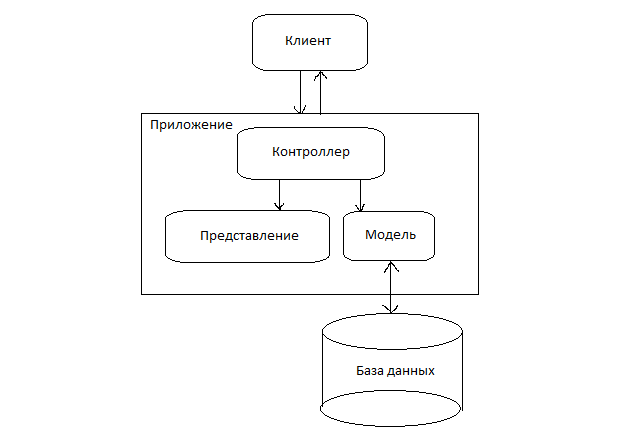 Клиент
Приложение
Контроллер
Представление
Модель
База данных